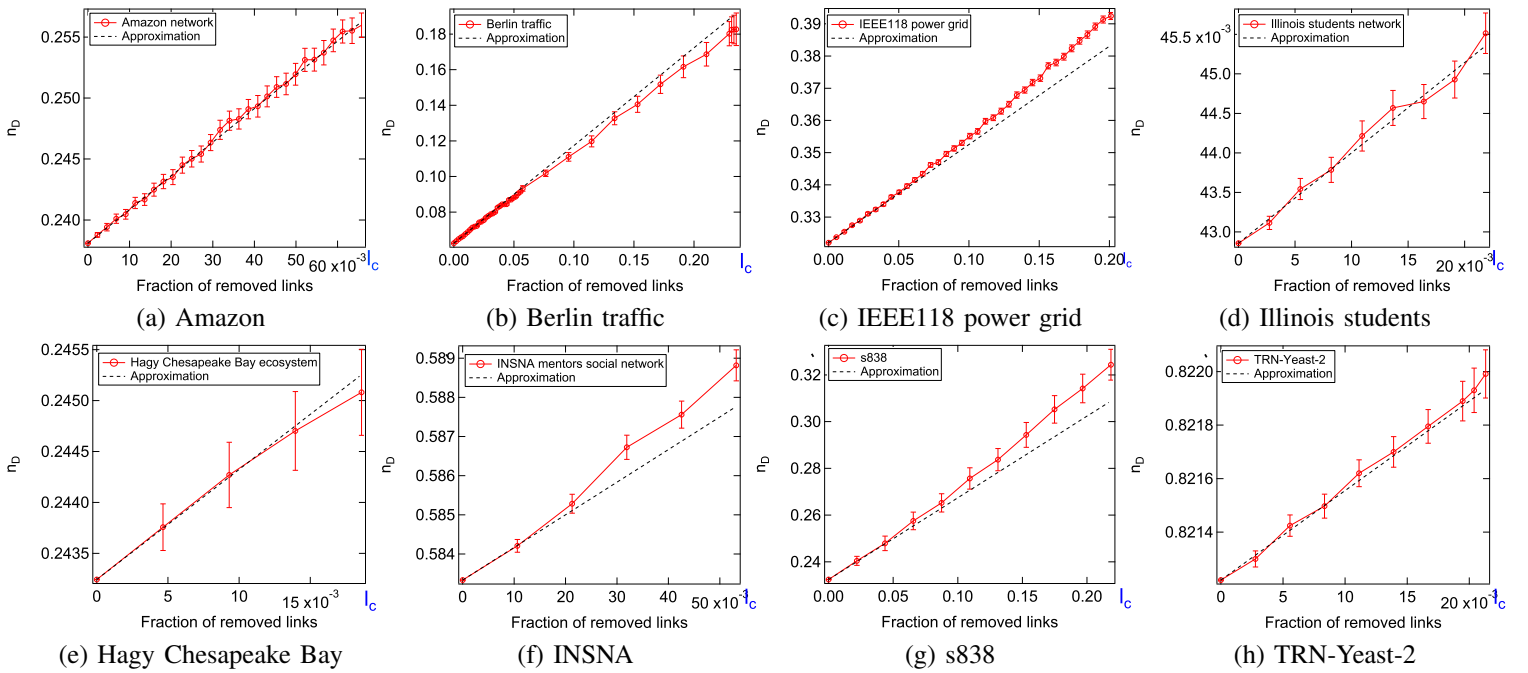 Amazon network
Approximation
0.255
0.250
0.245
0.240
n_D
0 10 20 30 40 50 60 x10^-3 l_c
Fraction of removed links
(a) Amazon
Berlin traffic
Approximation
0.18
0.16
0.14
0.12
0.10
0.08
n_D
0.00 0.05 0.10 0.15 0.20 l_c
Fraction of removed links
(b) Berlin traffic
IEEE118 power grid
Approximation
0.39
0.38
0.37
0.36
0.35
0.34
0.33
n_D
0.00 0.05 0.10 0.15 0.20 l_c
Fraction of removed links
(c) IEEE118 power grid
Illinois students network
Approximation
45.5 x10^-3
45.0
44.5
44.0
43.5
43.0
n_D
0 5 10 15 20 x10^-3 l_c
Fraction of removed links
(d) Illinois students
Hagy Chesapeake Bay ecosystem
Approximation
0.2455
0.2450
0.2445
0.2440
0.2435
n_D
0 5 10 15 x10^-3 l_c
Fraction of removed links
(e) Hagy Chesapeake Bay
INSNA mentors social network
Approximation
0.589
0.588
0.587
0.586
0.585
0.584
n_D
0 10 20 30 40 50 x10^-3 l_c
Fraction of removed links
(f) INSNA
s838
Approximation
0.32
0.30
0.28
0.26
0.24
n_D
0.00 0.05 0.10 0.15 0.20 l_c
Fraction of removed links
(g) s838
TRN-Yeast-2
Approximation
0.8220
0.8218
0.8216
0.8214
n_D
0 5 10 15 20 x10^-3 l_c
Fraction of removed links
(h) TRN-Yeast-2